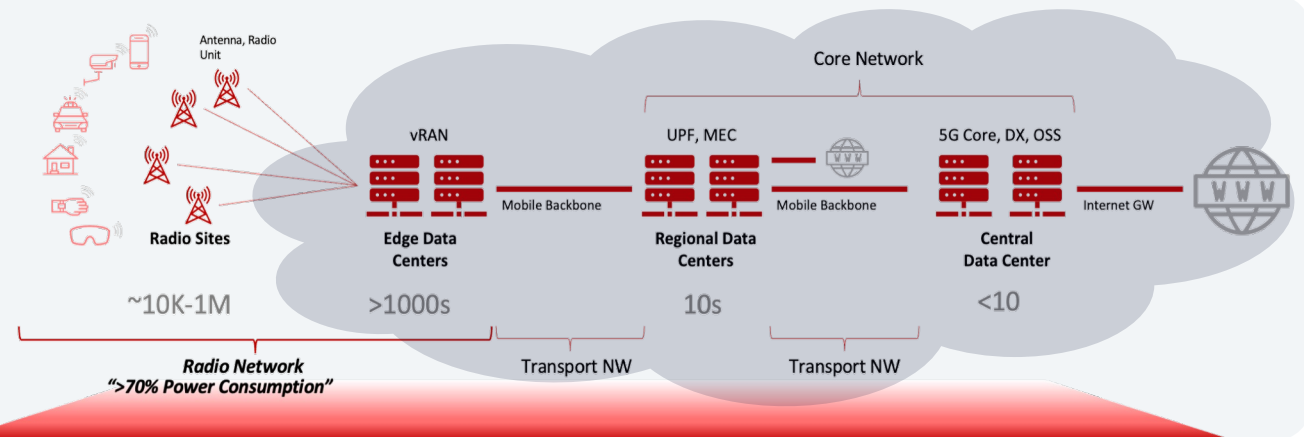 Antenna, Radio
Unit
Core Network
vRAN
UPF, MEC
5G Core, DX, OSS
WWW
WWW
Mobile Backbone
Mobile Backbone
Internet GW
Radio Sites
Edge Data
Centers
Regional Data
Centers
Central
Data Center
~10K-1M
>1000s
10s
<10
Radio Network
“>70% Power Consumption”
Transport NW
Transport NW